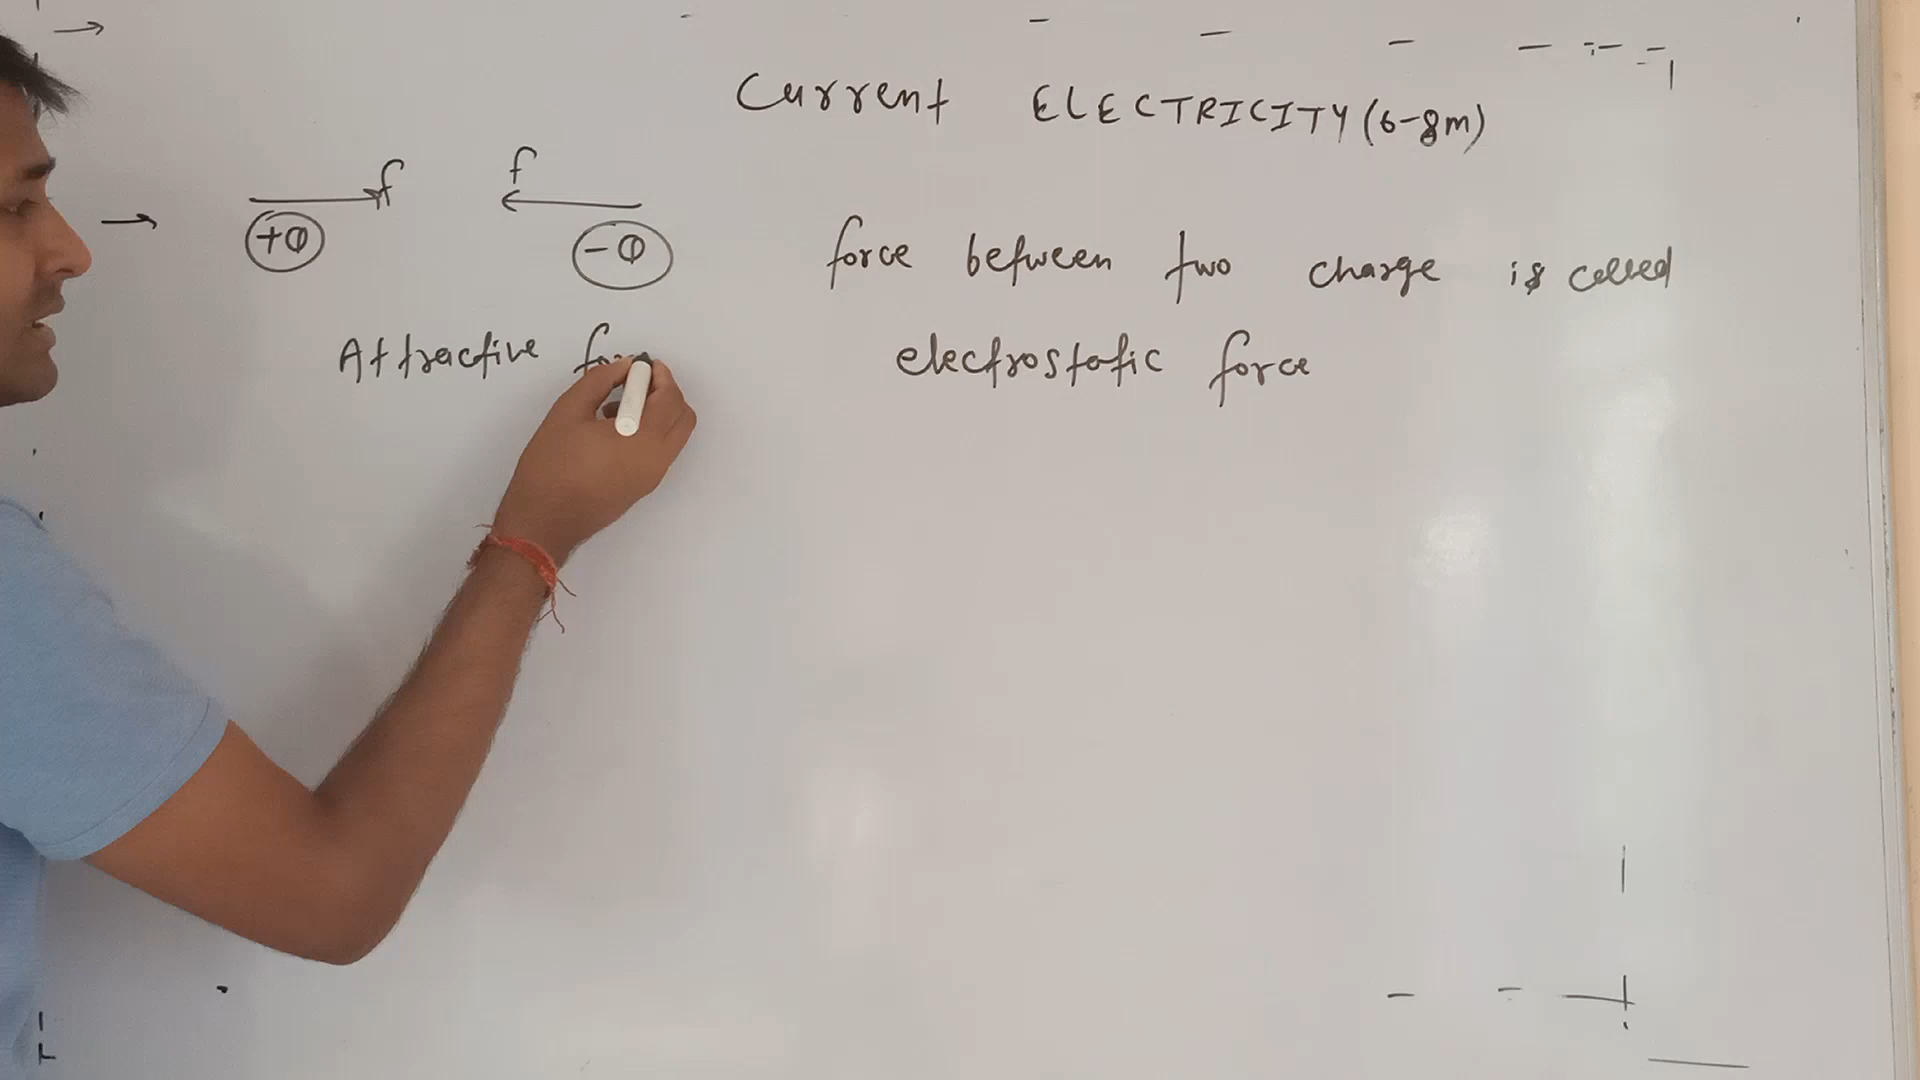 Current ELECTRICITY (6-8m)
f f
+Q -Q
force between two charge is called
Attractive
electrostatic force